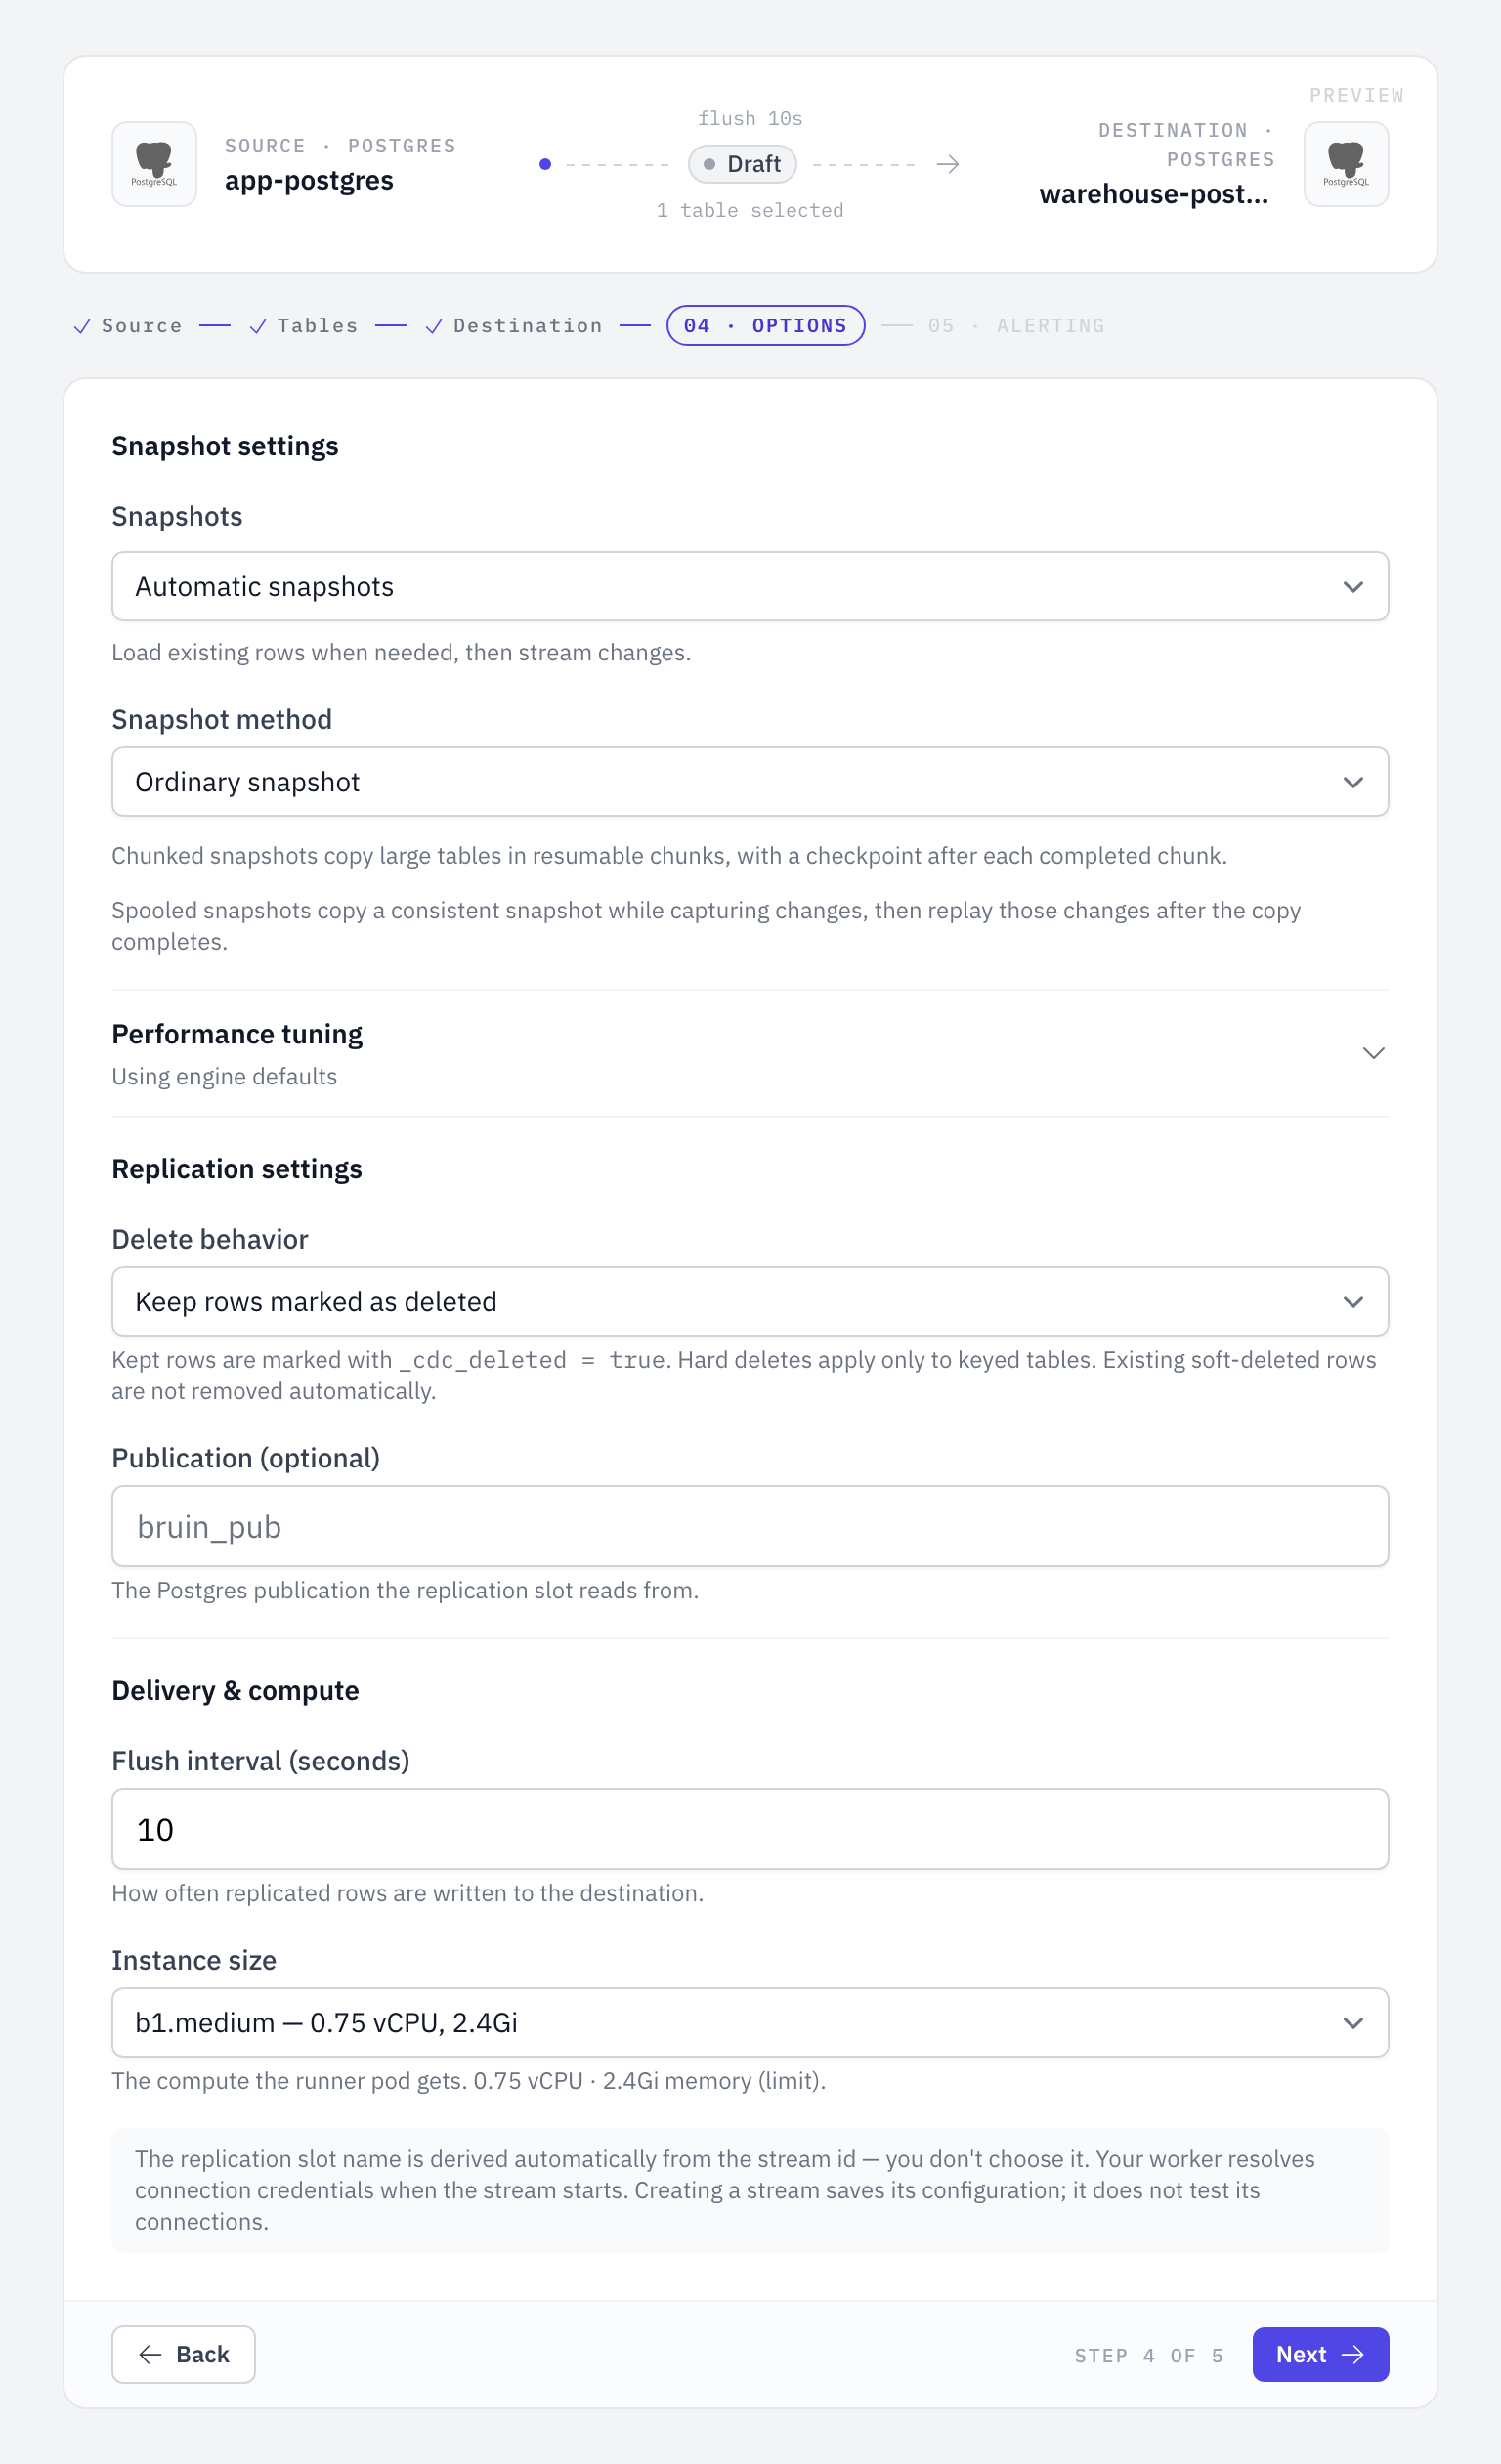 PREVIEW
PostgreSQL
SOURCE · POSTGRES
app-postgres
flush 10s
Draft
1 table selected
DESTINATION ·
POSTGRES
warehouse-post...
PostgreSQL
Source
Tables
Destination
04 · OPTIONS
05 · ALERTING
Snapshot settings
Snapshots
Automatic snapshots
Load existing rows when needed, then stream changes.
Snapshot method
Ordinary snapshot
Chunked snapshots copy large tables in resumable chunks, with a checkpoint after each completed chunk.
Spooled snapshots copy a consistent snapshot while capturing changes, then replay those changes after the copy
completes.
Performance tuning
Using engine defaults
Replication settings
Delete behavior
Keep rows marked as deleted
Kept rows are marked with _cdc_deleted = true. Hard deletes apply only to keyed tables. Existing soft-deleted rows
are not removed automatically.
Publication (optional)
bruin_pub
The Postgres publication the replication slot reads from.
Delivery & compute
Flush interval (seconds)
10
How often replicated rows are written to the destination.
Instance size
b1.medium — 0.75 vCPU, 2.4Gi
The compute the runner pod gets. 0.75 vCPU · 2.4Gi memory (limit).
The replication slot name is derived automatically from the stream id — you don't choose it. Your worker resolves
connection credentials when the stream starts. Creating a stream saves its configuration; it does not test its
connections.
Back
STEP 4 OF 5
Next